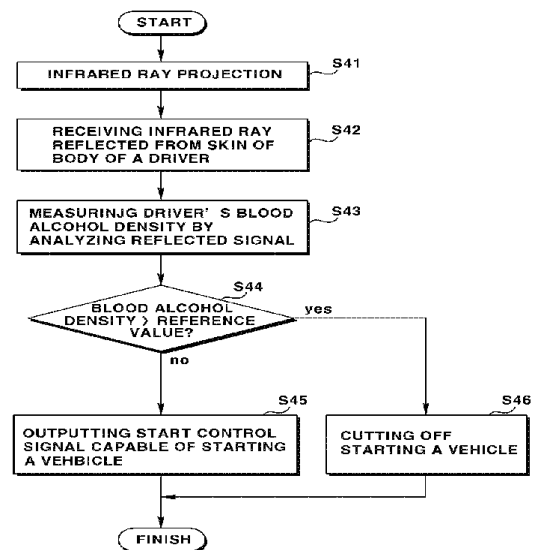 START
S41
INFRARED RAY PROJECTION
S42
RECEIVING INFRARED RAY
REFLECTED FROM SKIN OF
BODY OF A DRIVER
S43
MEASURINJG DRIVER' S BLOOD
ALCOHOL DENSITY BY
ANALYZING REFLECTED SIGNAL
S44
BLOOD ALCOHOL
DENSITY > REFERENCE
VALUE?
yes
no
S45
OUTPUTTING START CONTROL
SIGNAL CAPABLE OF STARTING
A VEHBICLE
S46
CUTTING OFF
STARTING A VEHICLE
FINISH